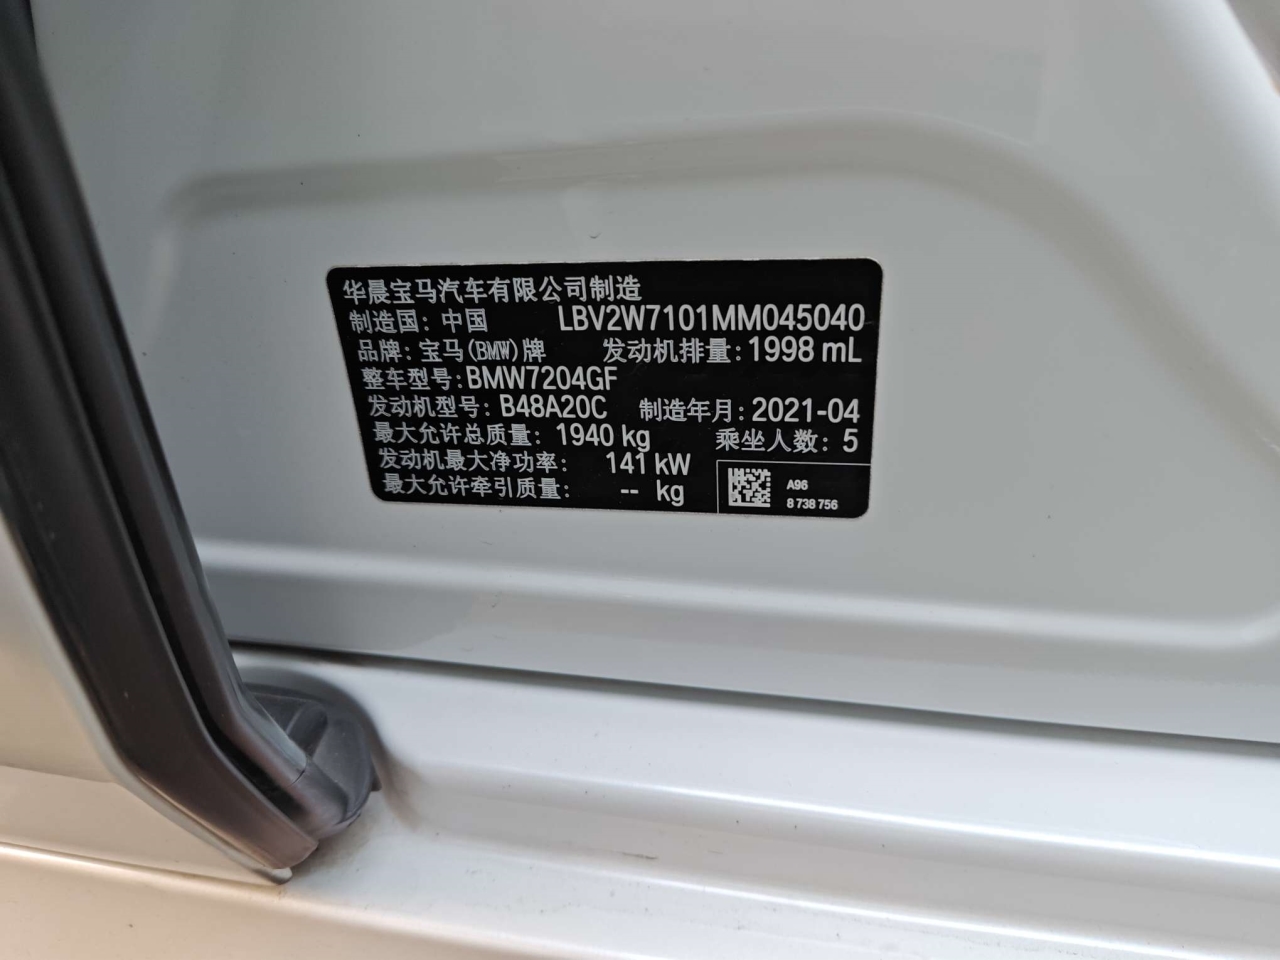 华晨宝马汽车有限公司制造
制造国：中国 LBV2W7101MM045040
品牌：宝马(BMW)牌 发动机排量：1998 mL
整车型号：BMW7204GF
发动机型号：B48A20C 制造年月：2021-04
最大允许总质量：1940 kg 乘坐人数：5
发动机最大净功率： 141 kW
最大允许牵引质量： -- kg
A96
8 738 756